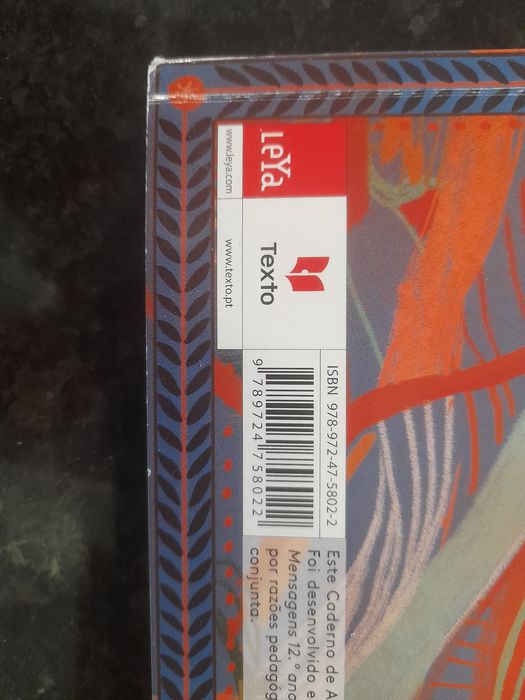 LeYa
www.leya.com
Texto
www.texto.pt
ISBN 978-972-47-5802-2
9 789724 758022
Este Caderno de A
Foi desenvolvido e
Mensagens 12.º ano
por razões pedagóg
conjunta.